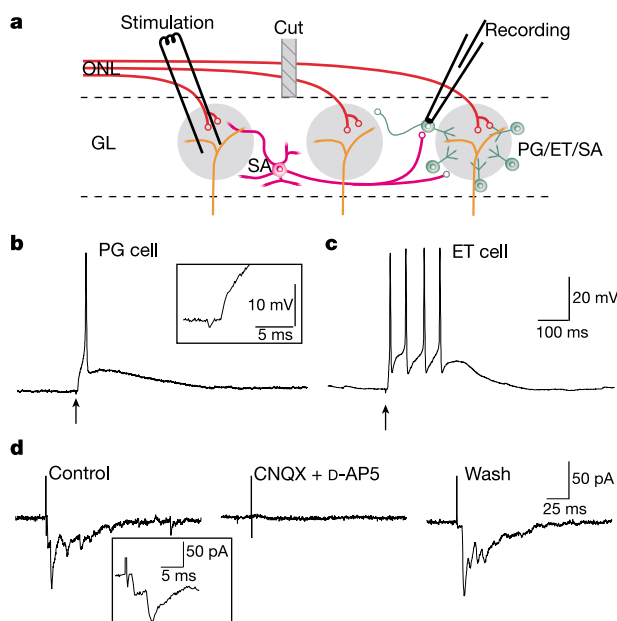 a
Stimulation
Cut
Recording
ONL
GL
SA
PG/ET/SA
b
PG cell
10 mV
5 ms
c
ET cell
20 mV
100 ms
d
Control
CNQX + D-AP5
Wash
50 pA
25 ms
50 pA
5 ms